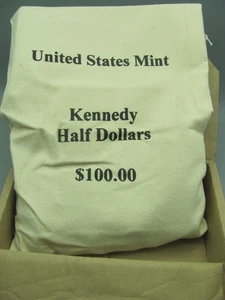 United States Mint
Kennedy
Half Dollars
$100.00